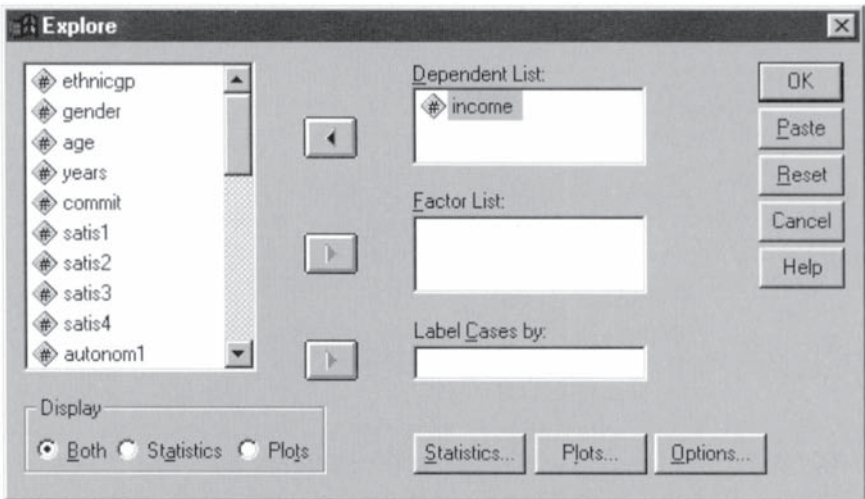 Explore
# ethnicgp
# gender
# age
# years
# commit
# satis1
# satis2
# satis3
# satis4
# autonom1
Display
Both
Statistics
Plots
Dependent List:
# income
Factor List:
Label Cases by:
Statistics...
Plots...
Options...
OK
Paste
Reset
Cancel
Help